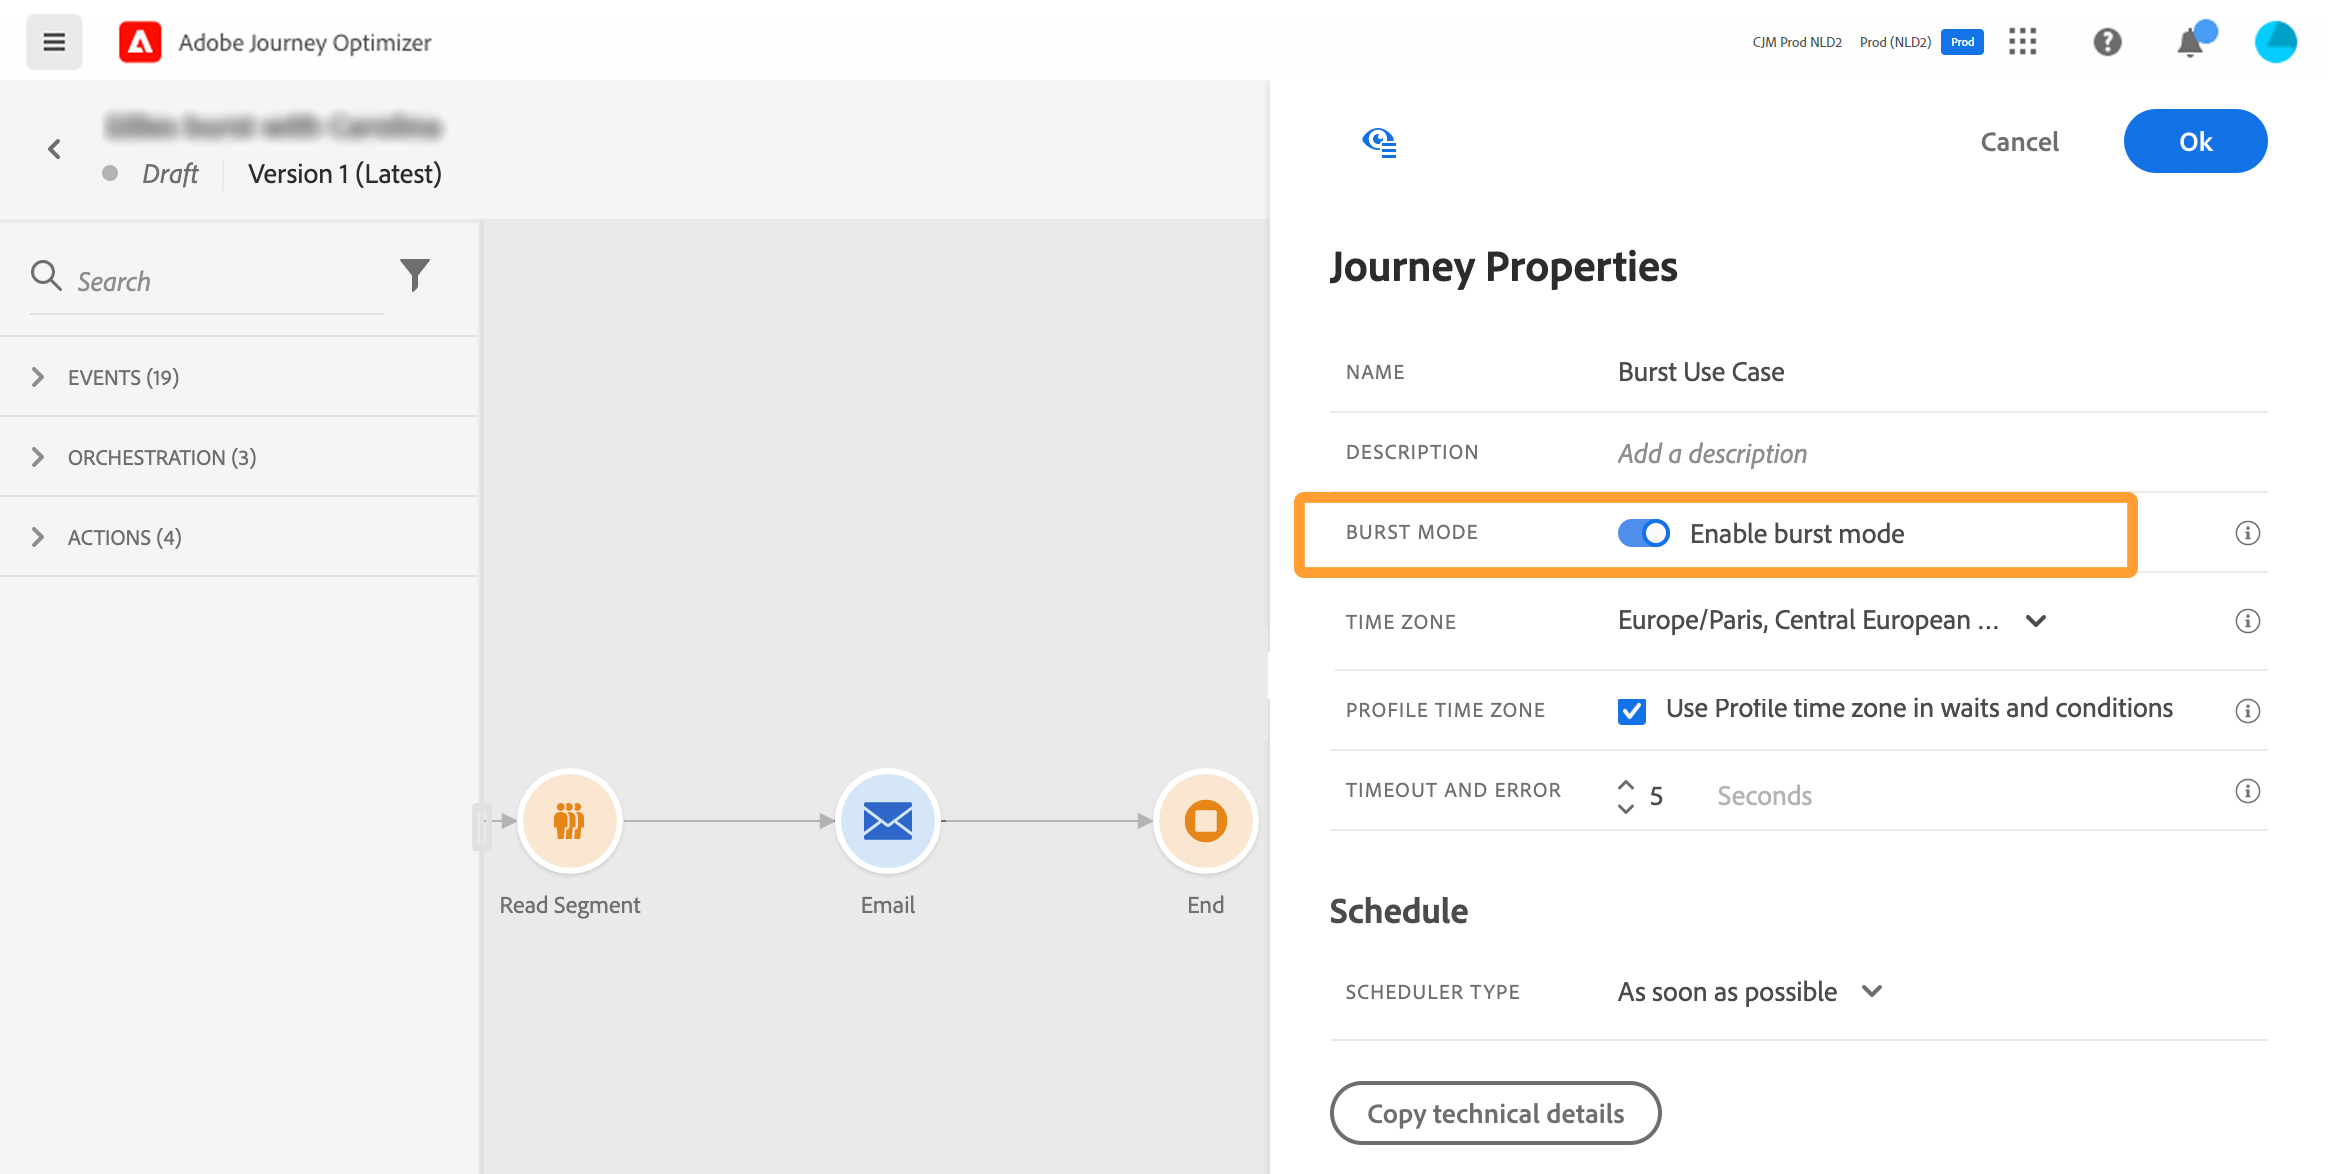 Adobe Journey Optimizer
CJM Prod NLD2 Prod (NLD2) Prod
Draft Version 1 (Latest)
Cancel Ok
Search
EVENTS (19)
ORCHESTRATION (3)
ACTIONS (4)
Read Segment Email End
Journey Properties
NAME Burst Use Case
DESCRIPTION Add a description
BURST MODE Enable burst mode
TIME ZONE Europe/Paris, Central European ...
PROFILE TIME ZONE Use Profile time zone in waits and conditions
TIMEOUT AND ERROR 5 Seconds
Schedule
SCHEDULER TYPE As soon as possible
Copy technical details